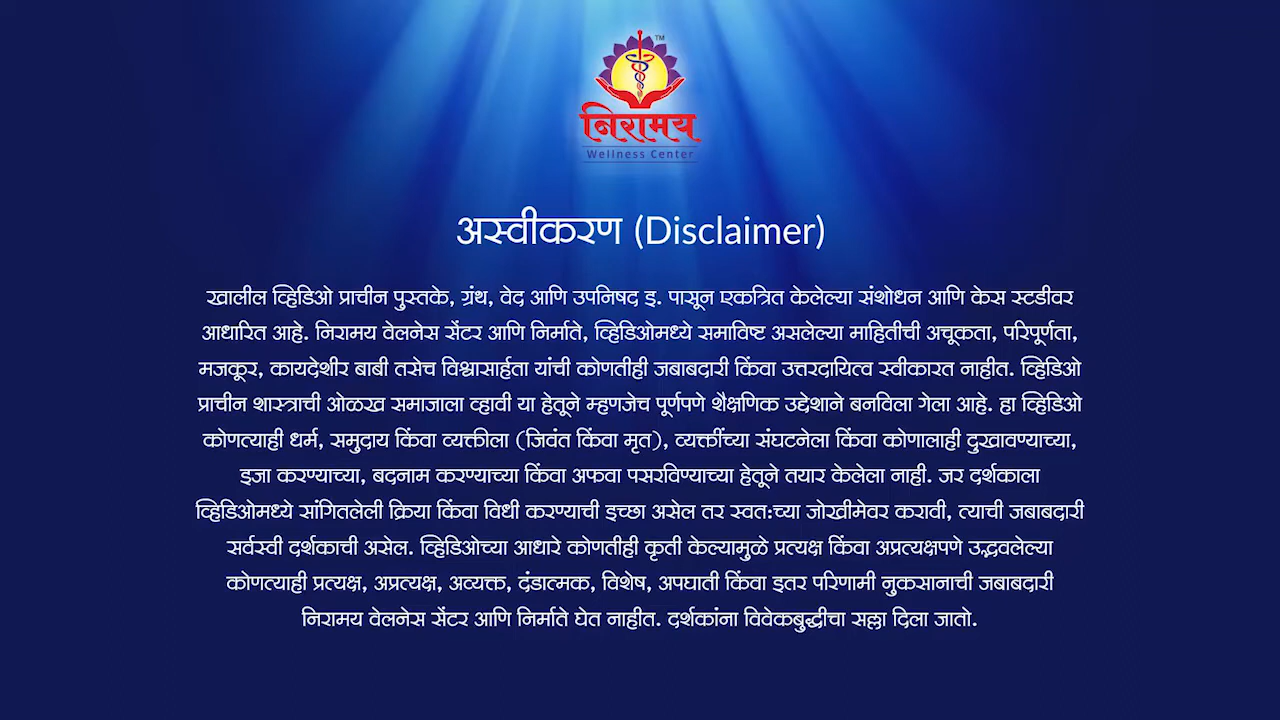 TM
निरामय
Wellness Center
अस्वीकरण (Disclaimer)
खालील व्हिडिओ प्राचीन पुस्तके, ग्रंथ, वेद आणि उपनिषद इ. पासून एकत्रित केलेल्या संशोधन आणि केस स्टडीवर
आधारित आहे. निरामय वेलनेस सेंटर आणि निर्माते, व्हिडिओमध्ये समाविष्ट असलेल्या माहितीची अचूकता, परिपूर्णता,
मजकूर, कायदेशीर बाबी तसेच विश्वासार्हता यांची कोणतीही जबाबदारी किंवा उत्तरदायित्व स्वीकारत नाहीत. व्हिडिओ
प्राचीन शास्त्राची ओळख समाजाला व्हावी या हेतूने म्हणजेच पूर्णपणे शैक्षणिक उद्देशाने बनविला गेला आहे. हा व्हिडिओ
कोणत्याही धर्म, समुदाय किंवा व्यक्तीला (जिवंत किंवा मृत), व्यक्तींच्या संघटनेला किंवा कोणालाही दुखावण्याच्या,
इजा करण्याच्या, बदनाम करण्याच्या किंवा अफवा पसरविण्याच्या हेतूने तयार केलेला नाही. जर दर्शकाला
व्हिडिओमध्ये सांगितलेली क्रिया किंवा विधी करण्याची इच्छा असेल तर स्वत:च्या जोखीमेवर करावी, त्याची जबाबदारी
सर्वस्वी दर्शकाची असेल. व्हिडिओच्या आधारे कोणतीही कृती केल्यामुळे प्रत्यक्ष किंवा अप्रत्यक्षपणे उद्भवलेल्या
कोणत्याही प्रत्यक्ष, अप्रत्यक्ष, अव्यक्त, दंडात्मक, विशेष, अपघाती किंवा इतर परिणामी नुकसानाची जबाबदारी
निरामय वेलनेस सेंटर आणि निर्माते घेत नाहीत. दर्शकांना विवेकबुद्धीचा सल्ला दिला जातो.